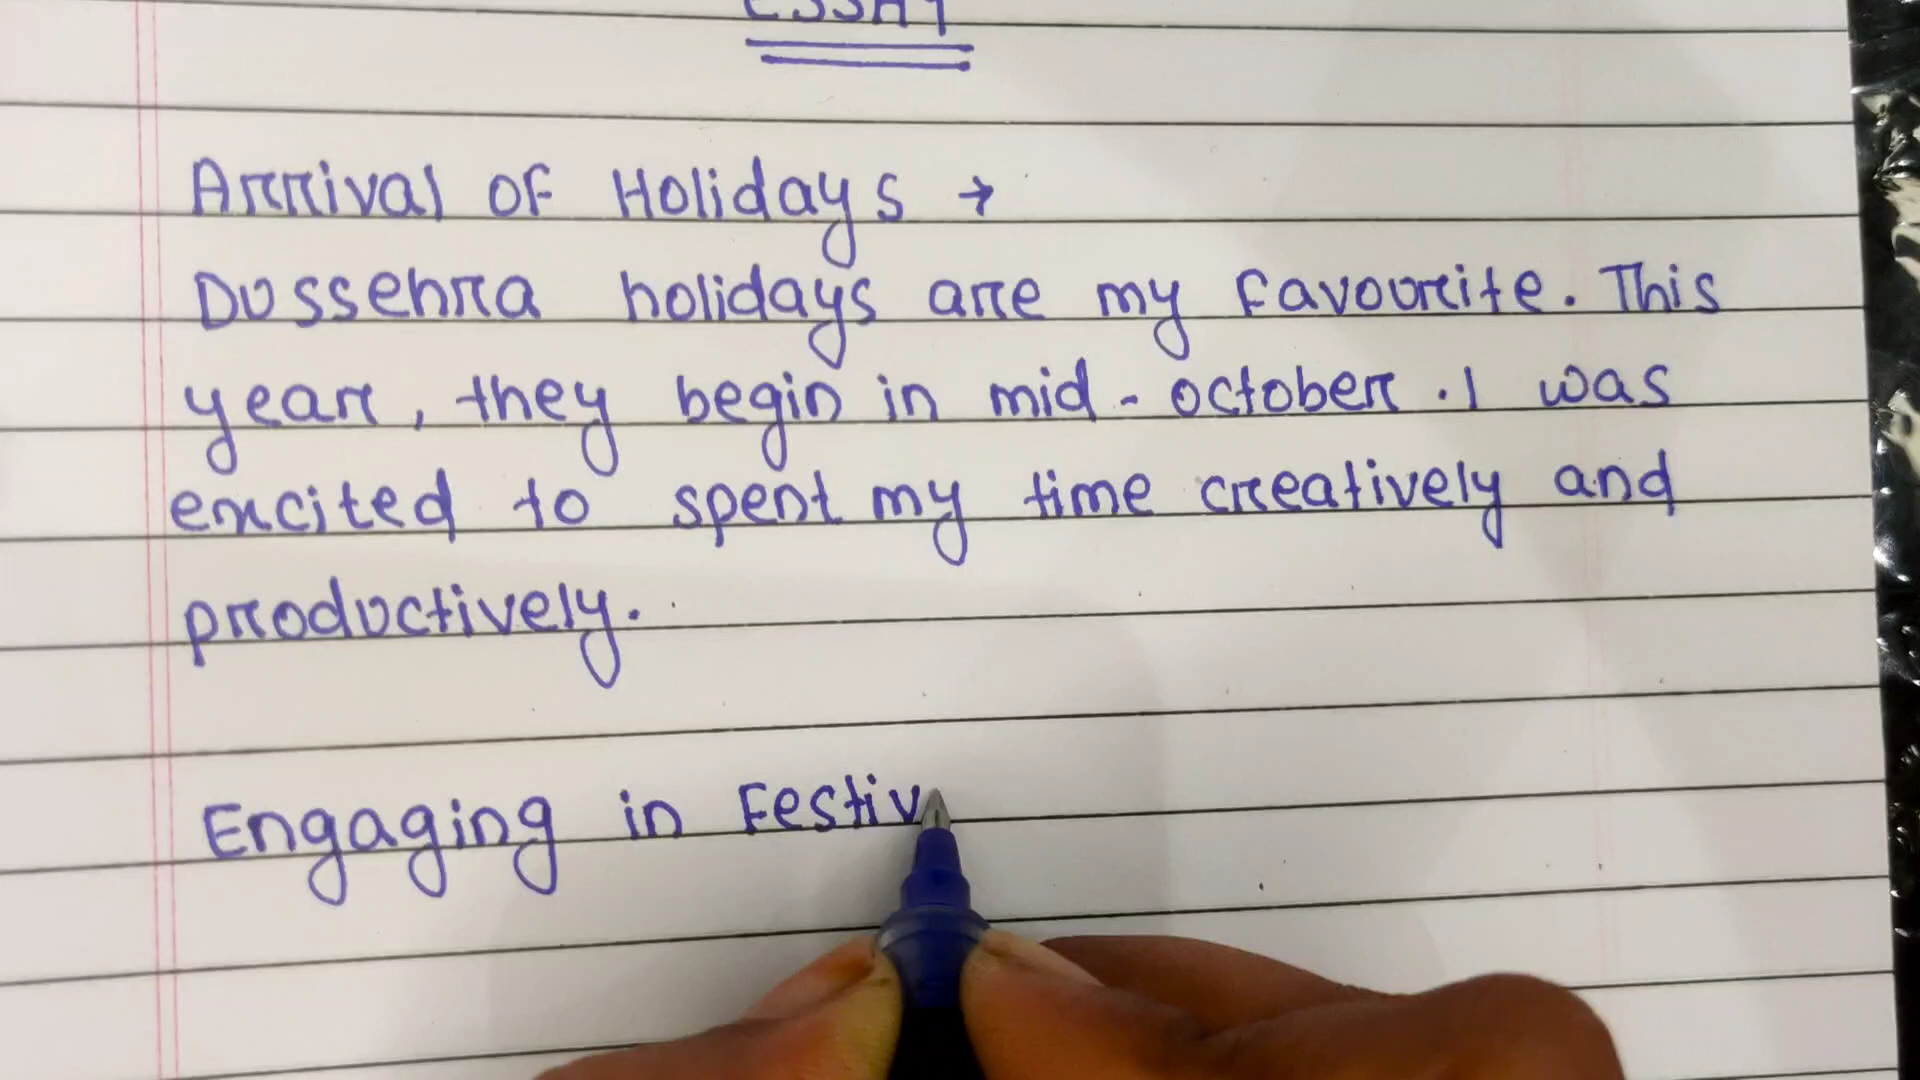 ESSAY
Arrival of Holidays →
Dussehra holidays are my favourite. This
year, they begin in mid-october. I was
excited to spent my time creatively and
productively.
Engaging in Festiv